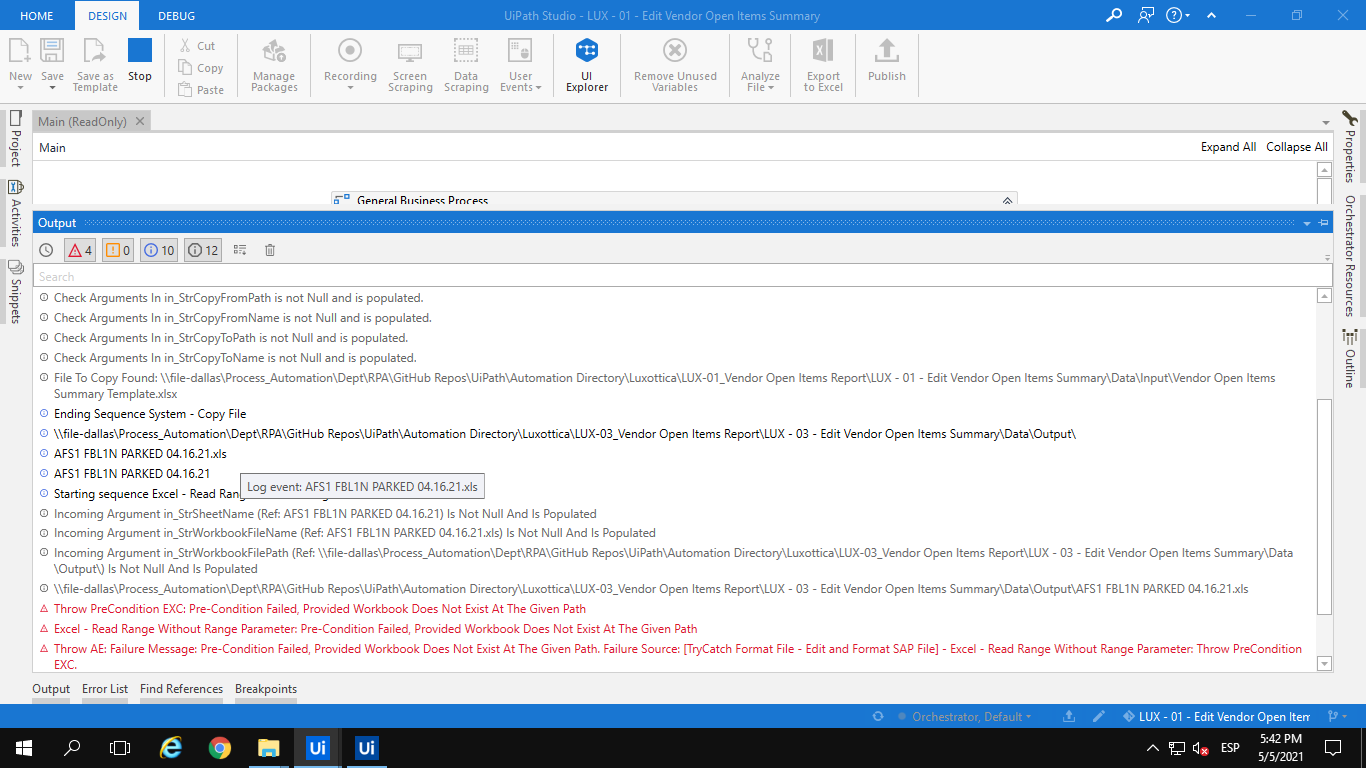 HOME
DESIGN
DEBUG
UiPath Studio - LUX - 01 - Edit Vendor Open Items Summary
New
Save
Save as
Template
Stop
Cut
Copy
Paste
Manage
Packages
Recording
Screen
Scraping
Data
Scraping
User
Events
UI
Explorer
Remove Unused
Variables
Analyze
File
Export
to Excel
Publish
Project
Activities
Snippets
Main (ReadOnly)
Main
Expand All
Collapse All
General Business Process
Output
4
0
10
12
Search
Check Arguments In in_StrCopyFromPath is not Null and is populated.
Check Arguments In in_StrCopyFromName is not Null and is populated.
Check Arguments In in_StrCopyToPath is not Null and is populated.
Check Arguments In in_StrCopyToName is not Null and is populated.
File To Copy Found: \\file-dallas\Process_Automation\Dept\RPA\GitHub Repos\UiPath\Automation Directory\Luxottica\LUX-01_Vendor Open Items Report\LUX - 01 - Edit Vendor Open Items Summary\Data\Input\Vendor Open Items
Summary Template.xlsx
Ending Sequence System - Copy File
\\file-dallas\Process_Automation\Dept\RPA\GitHub Repos\UiPath\Automation Directory\Luxottica\LUX-03_Vendor Open Items Report\LUX - 03 - Edit Vendor Open Items Summary\Data\Output\
AFS1 FBL1N PARKED 04.16.21.xls
AFS1 FBL1N PARKED 04.16.21
Log event: AFS1 FBL1N PARKED 04.16.21.xls
Starting sequence Excel - Read Rang
Incoming Argument in_StrSheetName (Ref: AFS1 FBL1N PARKED 04.16.21) Is Not Null And Is Populated
Incoming Argument in_StrWorkbookFileName (Ref: AFS1 FBL1N PARKED 04.16.21.xls) Is Not Null And Is Populated
Incoming Argument in_StrWorkbookFilePath (Ref: \\file-dallas\Process_Automation\Dept\RPA\GitHub Repos\UiPath\Automation Directory\Luxottica\LUX-03_Vendor Open Items Report\LUX - 03 - Edit Vendor Open Items Summary\Data
\Output\) Is Not Null And Is Populated
\\file-dallas\Process_Automation\Dept\RPA\GitHub Repos\UiPath\Automation Directory\Luxottica\LUX-03_Vendor Open Items Report\LUX - 03 - Edit Vendor Open Items Summary\Data\Output\AFS1 FBL1N PARKED 04.16.21.xls
Throw PreCondition EXC: Pre-Condition Failed, Provided Workbook Does Not Exist At The Given Path
Excel - Read Range Without Range Parameter: Pre-Condition Failed, Provided Workbook Does Not Exist At The Given Path
Throw AE: Failure Message: Pre-Condition Failed, Provided Workbook Does Not Exist At The Given Path. Failure Source: [TryCatch Format File - Edit and Format SAP File] - Excel - Read Range Without Range Parameter: Throw PreCondition
EXC.
Properties
Orchestrator Resources
Outline
Output
Error List
Find References
Breakpoints
Orchestrator, Default
LUX - 01 - Edit Vendor Open Item
Ui
Ui
ESP
5:42 PM
5/5/2021